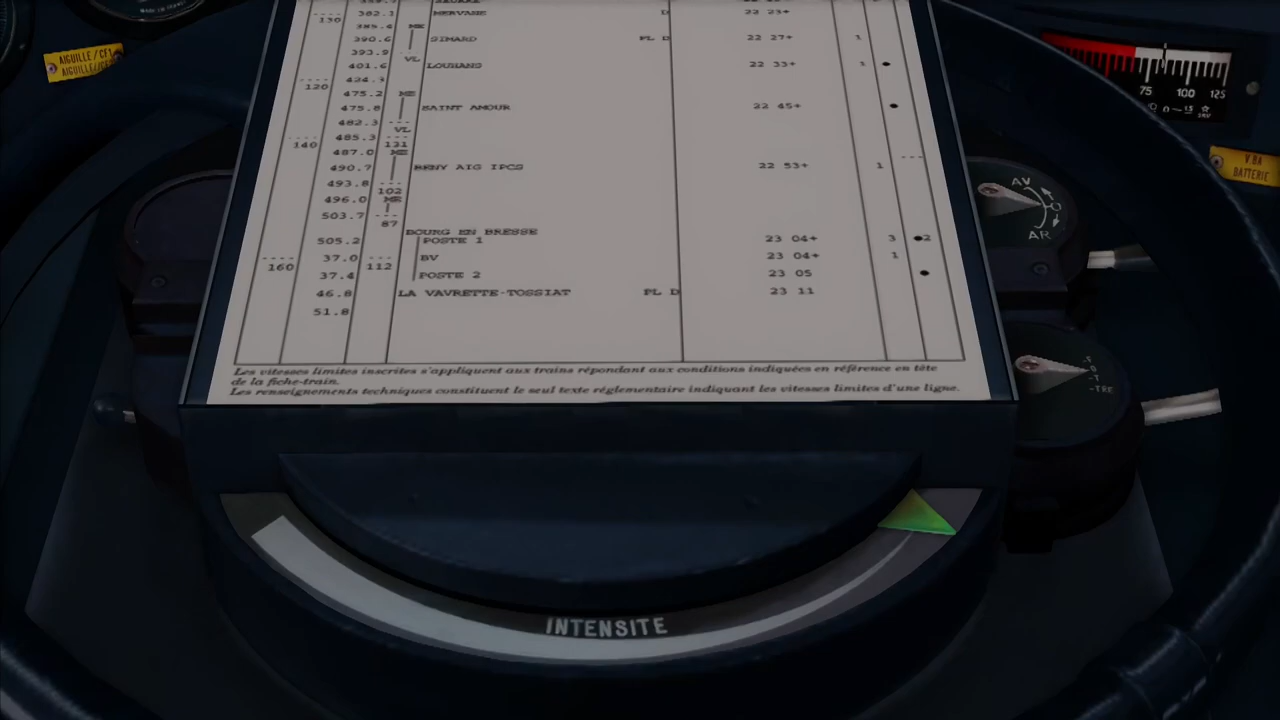 382.1 MERVANS D 22 23+
130
385.4 ME
390.6 SIMARD PL D 22 27+ 1
393.9 VL
401.6 LOUHANS 22 33+ 1 ●
424.3
120
475.2 ME
475.8 SAINT AMOUR 22 45+ ●
482.3 VL
485.3
140 131
487.0 ME
490.7 BENY AIG IPCS 22 53+ 1
493.8
102
496.0 ME
503.7
87
BOURG EN BRESSE
505.2 POSTE 1 23 04+ 3 ●2
37.0 BV 23 04+ 1
160 112
37.4 POSTE 2 23 05 ●
46.8 LA VAVRETTE-TOSSIAT PL D 23 11
51.8
Les vitesses limites inscrites s'appliquent aux trains répondant aux conditions indiquées en référence en tête
de la fiche-train.
Les renseignements techniques constituent le seul texte réglementaire indiquant les vitesses limites d'une ligne.
AIGUILLE/CF1
75 100 125
V BA
BATTERIE
AV
O
AR
INTENSITE